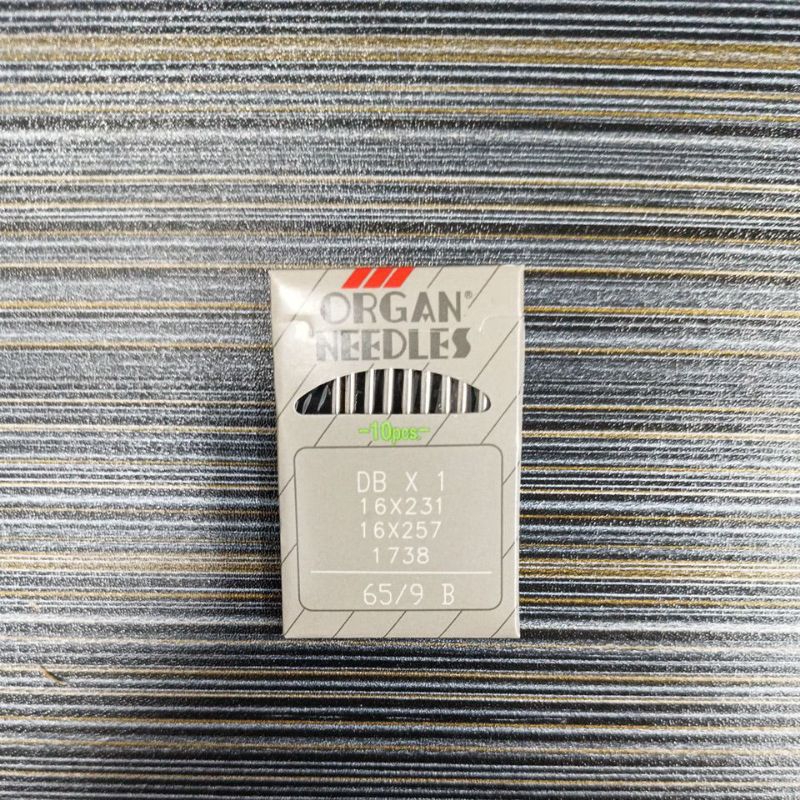 ORGAN®
NEEDLES
-10pcs-
DB X 1
16X231
16X257
1738
65/9 B